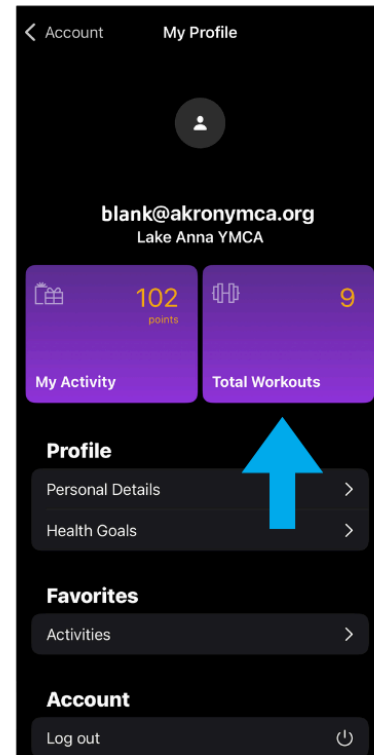 Account My Profile
blank@akronymca.org
Lake Anna YMCA
102 9
points
My Activity Total Workouts
Profile
Personal Details
Health Goals
Favorites
Activities
Account
Log out